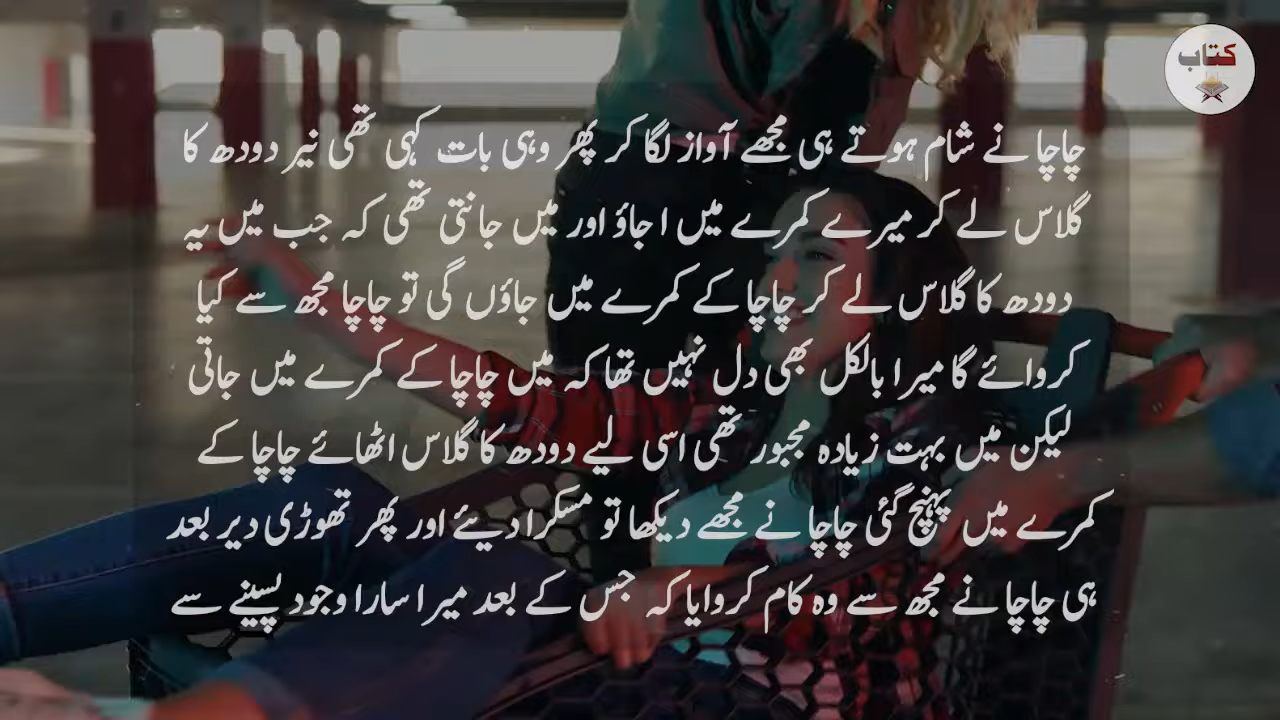 کتاب
چاچا نے شام ہوتے ہی مجھے آواز لگا کر پھر وہی بات کہی تھی نیر دودھ کا
گلاس لے کر میرے کمرے میں ا جاؤ اور میں جانتی تھی کہ جب میں یہ
دودھ کا گلاس لے کر چاچا کے کمرے میں جاؤں گی تو چاچا مجھ سے کیا
کروائے گا میرا بالکل بھی دل نہیں تھا کہ میں چاچا کے کمرے میں جاتی
لیکن میں بہت زیادہ مجبور تھی اسی لیے دودھ کا گلاس اٹھائے چاچا کے
کمرے میں پہنچ گئی چاچا نے مجھے دیکھا تو مسکرا دیئے اور پھر تھوڑی دیر بعد
ہی چاچا نے مجھ سے وہ کام کروایا کہ جس کے بعد میرا سارا وجود پسینے سے